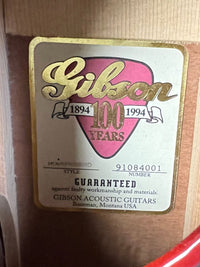 Gibson
1894 100 1994
YEARS
91084001
STYLE NUMBER
GUARANTEED
against faulty workmanship and materials.
GIBSON ACOUSTIC GUITARS
Bozeman, Montana USA